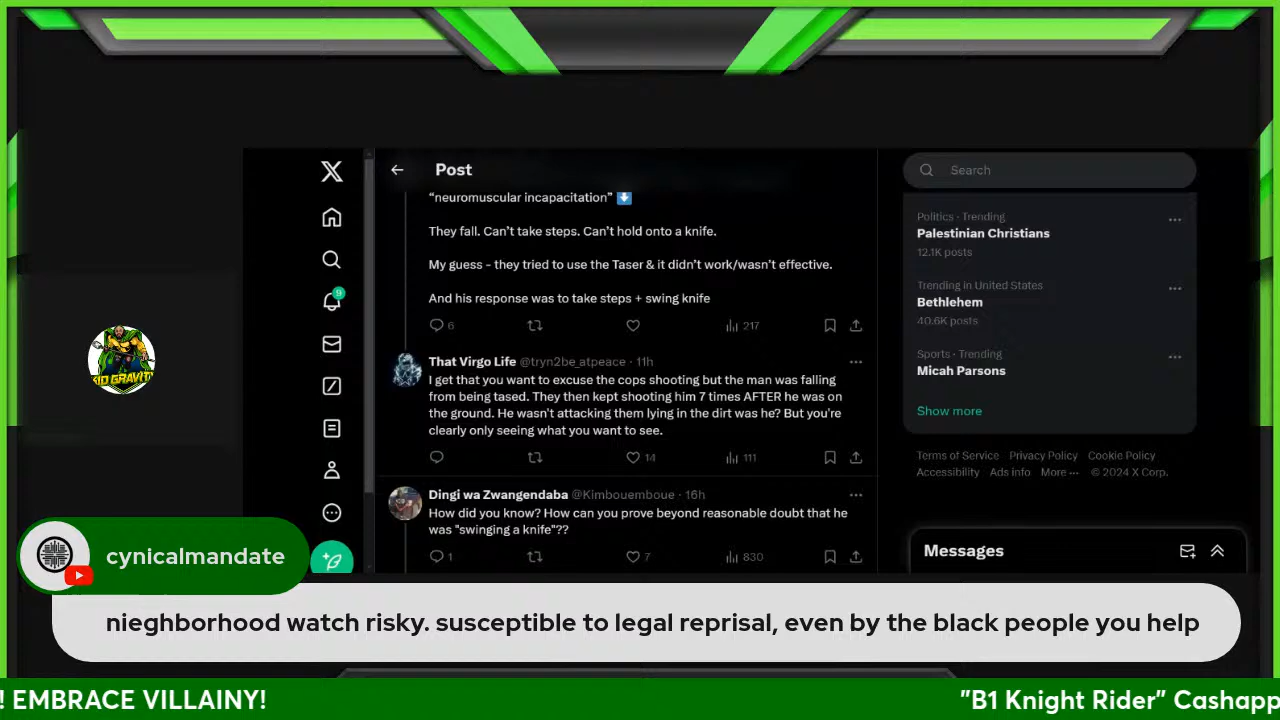 Post
"neuromuscular incapacitation" ⬇
They fall. Can't take steps. Can't hold onto a knife.
My guess - they tried to use the Taser & it didn't work/wasn't effective.
And his response was to take steps + swing knife
6
217
That Virgo Life @tryn2be_atpeace · 11h
I get that you want to excuse the cops shooting but the man was falling
from being tased. They then kept shooting him 7 times AFTER he was on
the ground. He wasn't attacking them lying in the dirt was he? But you're
clearly only seeing what you want to see.
14
111
Dingi wa Zwangendaba @Kimbouemboue · 16h
How did you know? How can you prove beyond reasonable doubt that he
was "swinging a knife"??
1
7
830
9
Search
Politics · Trending
Palestinian Christians
12.1K posts
Trending in United States
Bethlehem
40.6K posts
Sports · Trending
Micah Parsons
Show more
Terms of Service Privacy Policy Cookie Policy
Accessibility Ads info More ··· © 2024 X Corp.
Messages
KID GRAVITY
cynicalmandate
nieghborhood watch risky. susceptible to legal reprisal, even by the black people you help
! EMBRACE VILLAINY!
"B1 Knight Rider" Cashapp